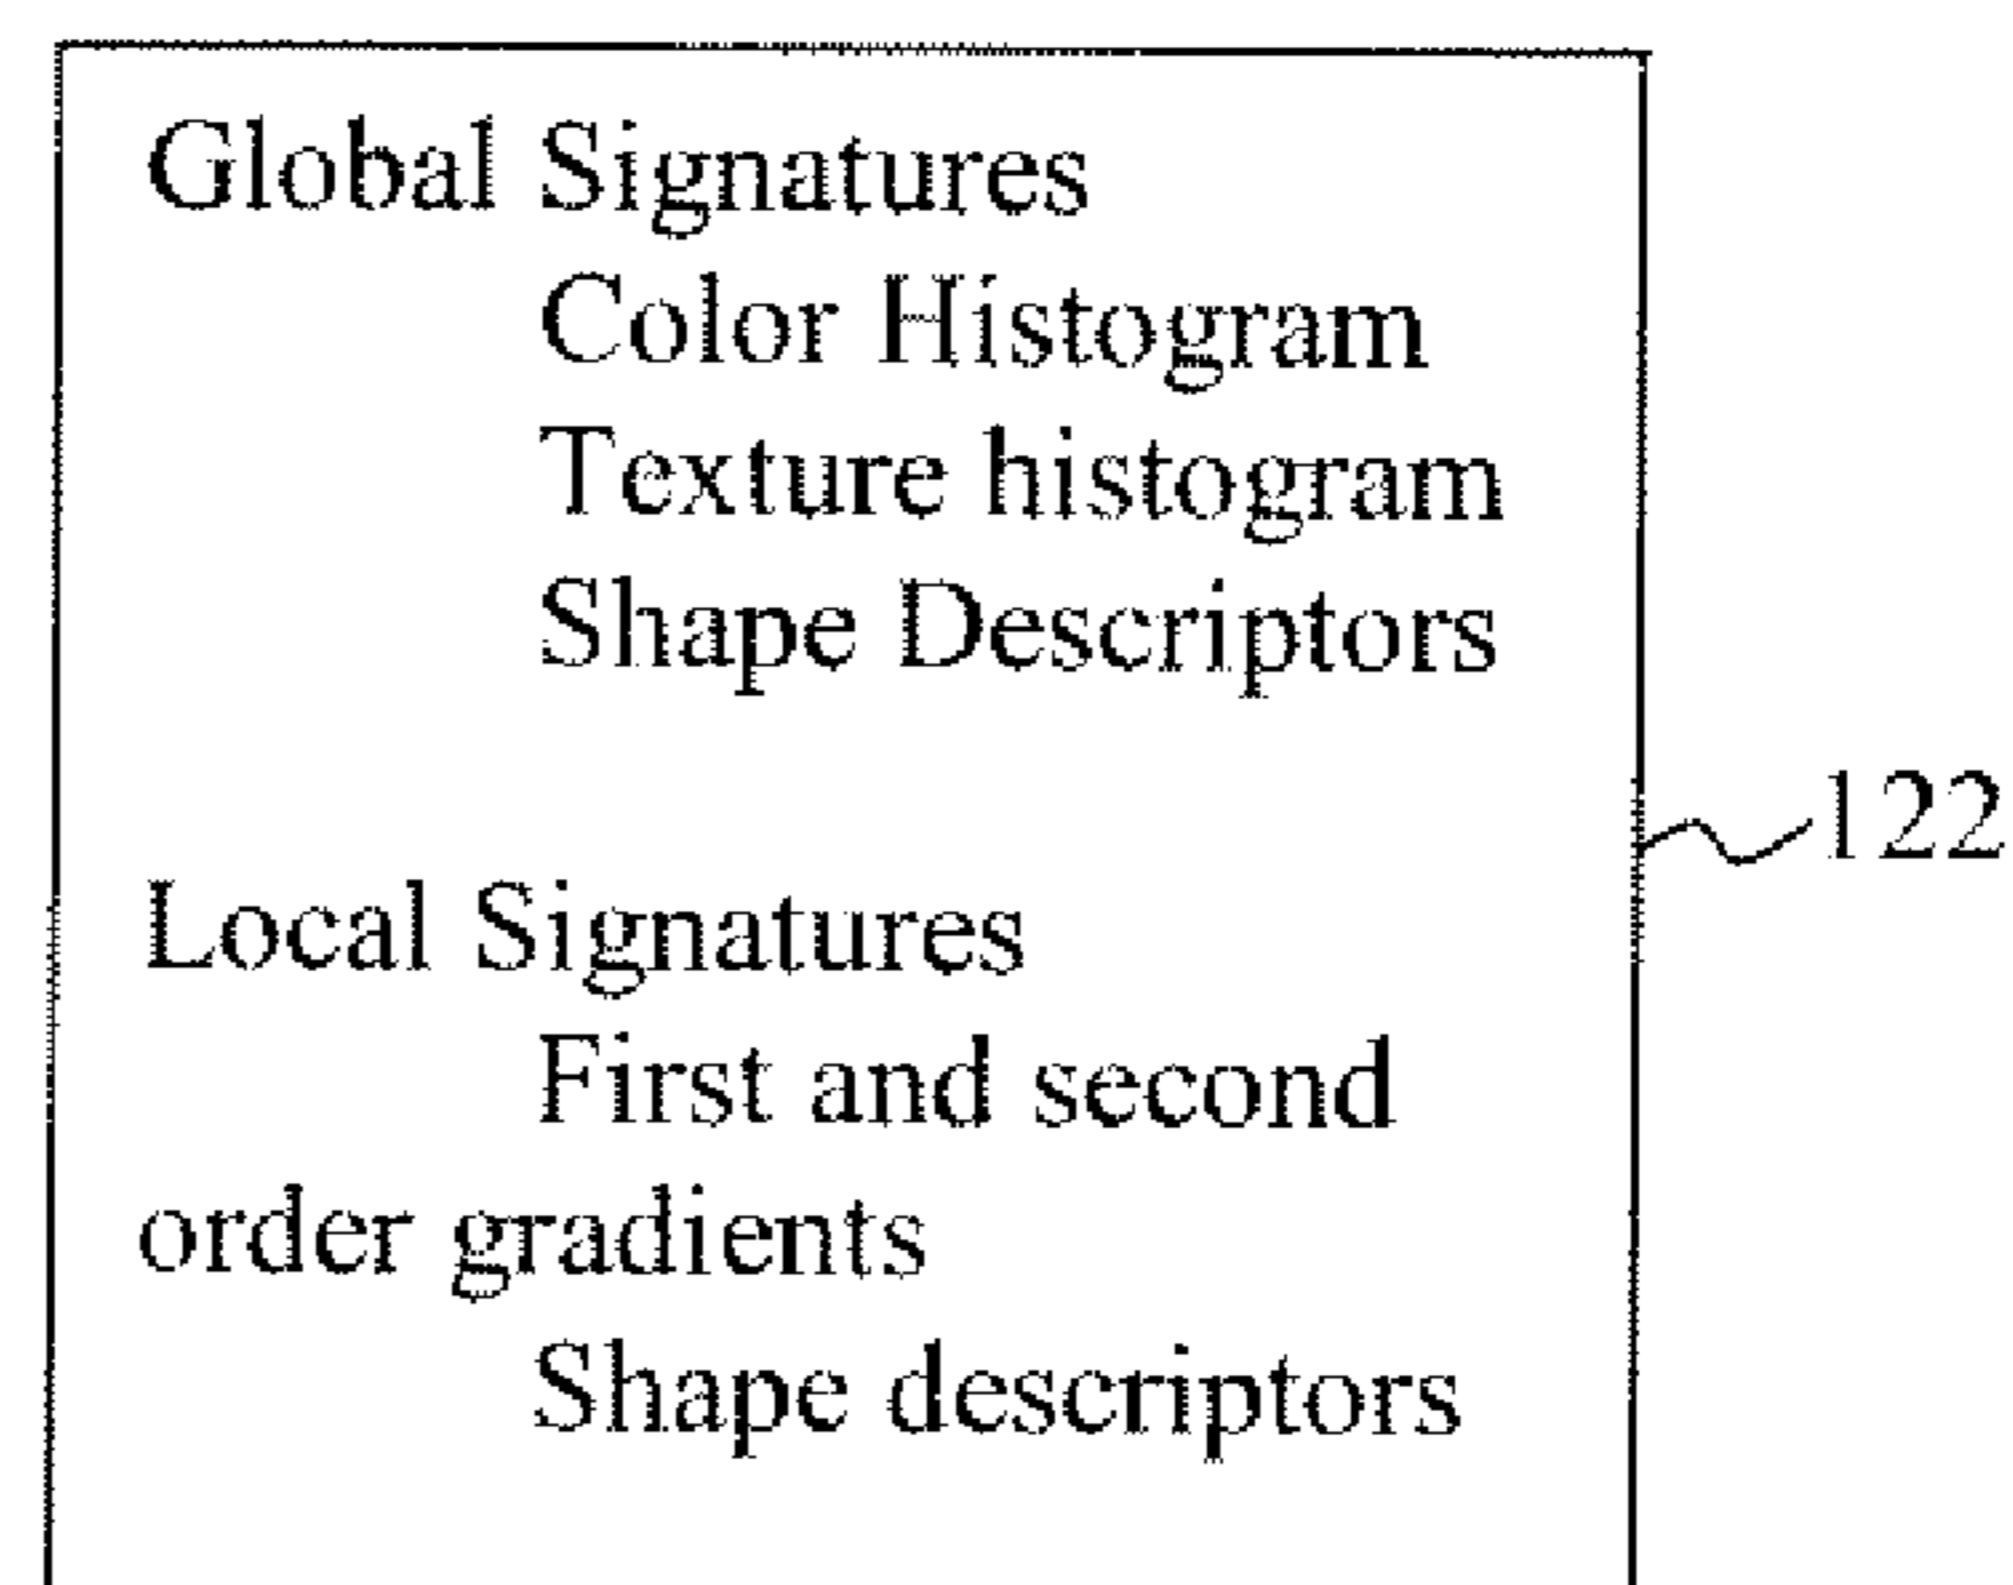 Global Signatures
Color Histogram
Texture histogram
Shape Descriptors
122
Local Signatures
First and second
order gradients
Shape descriptors